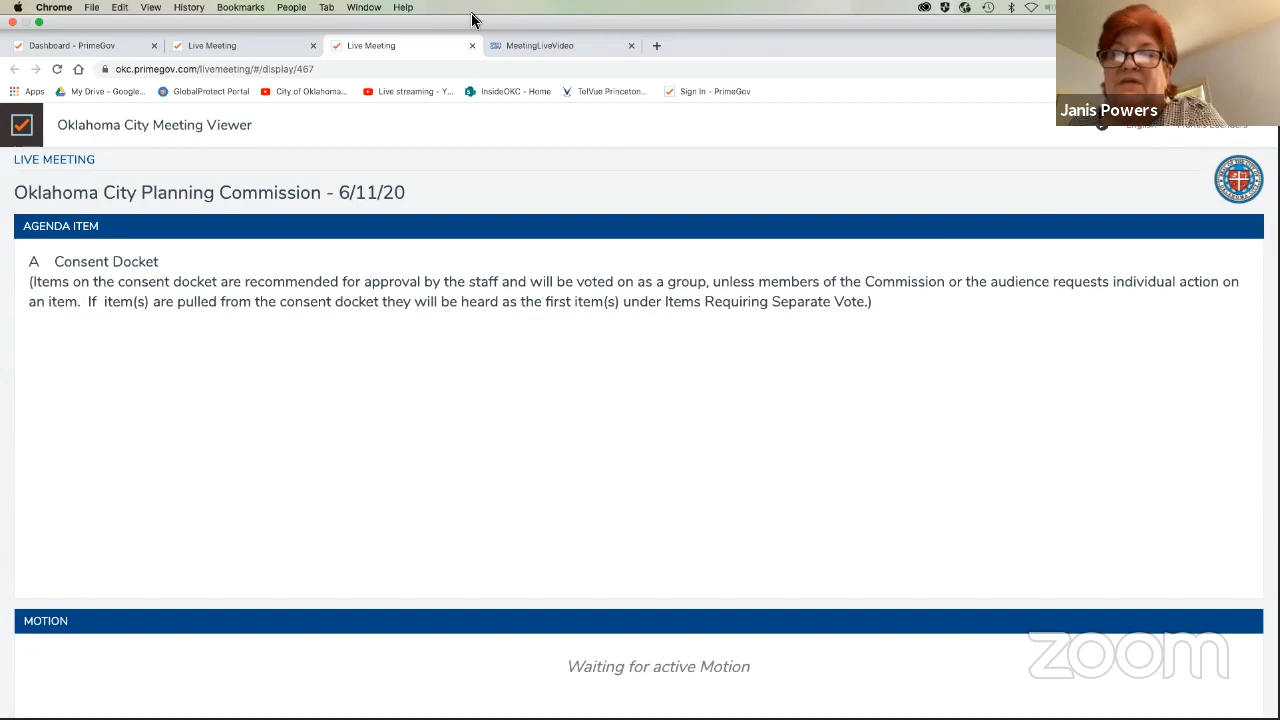 Chrome File Edit View History Bookmarks People Tab Window Help
Dashboard - PrimeGov Live Meeting Live Meeting MeetingLiveVideo
okc.primegov.com/livemeeting/#/display/467
Apps My Drive - Google... GlobalProtect Portal City of Oklahoma... Live streaming - Y... InsideOKC - Home TelVue Princeton... Sign In - PrimeGov
Janis Powers
Oklahoma City Meeting Viewer
LIVE MEETING
Oklahoma City Planning Commission - 6/11/20
AGENDA ITEM
A Consent Docket
(Items on the consent docket are recommended for approval by the staff and will be voted on as a group, unless members of the Commission or the audience requests individual action on
an item. If item(s) are pulled from the consent docket they will be heard as the first item(s) under Items Requiring Separate Vote.)
MOTION
Waiting for active Motion
zoom